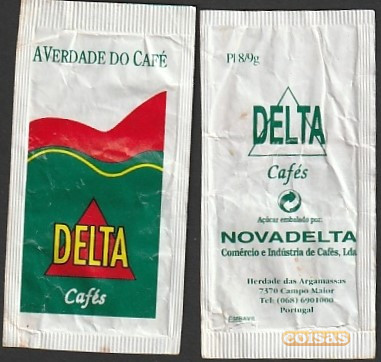 A VERDADE DO CAFÉ
DELTA
Cafés
Pl 8/9g
DELTA
Cafés
Açúcar embalado por:
NOVADELTA
Comércio e Indústria de Cafés, Lda
Herdade das Argamassas
7370 Campo Maior
Tel: (068) 6901000
Portugal
coisas